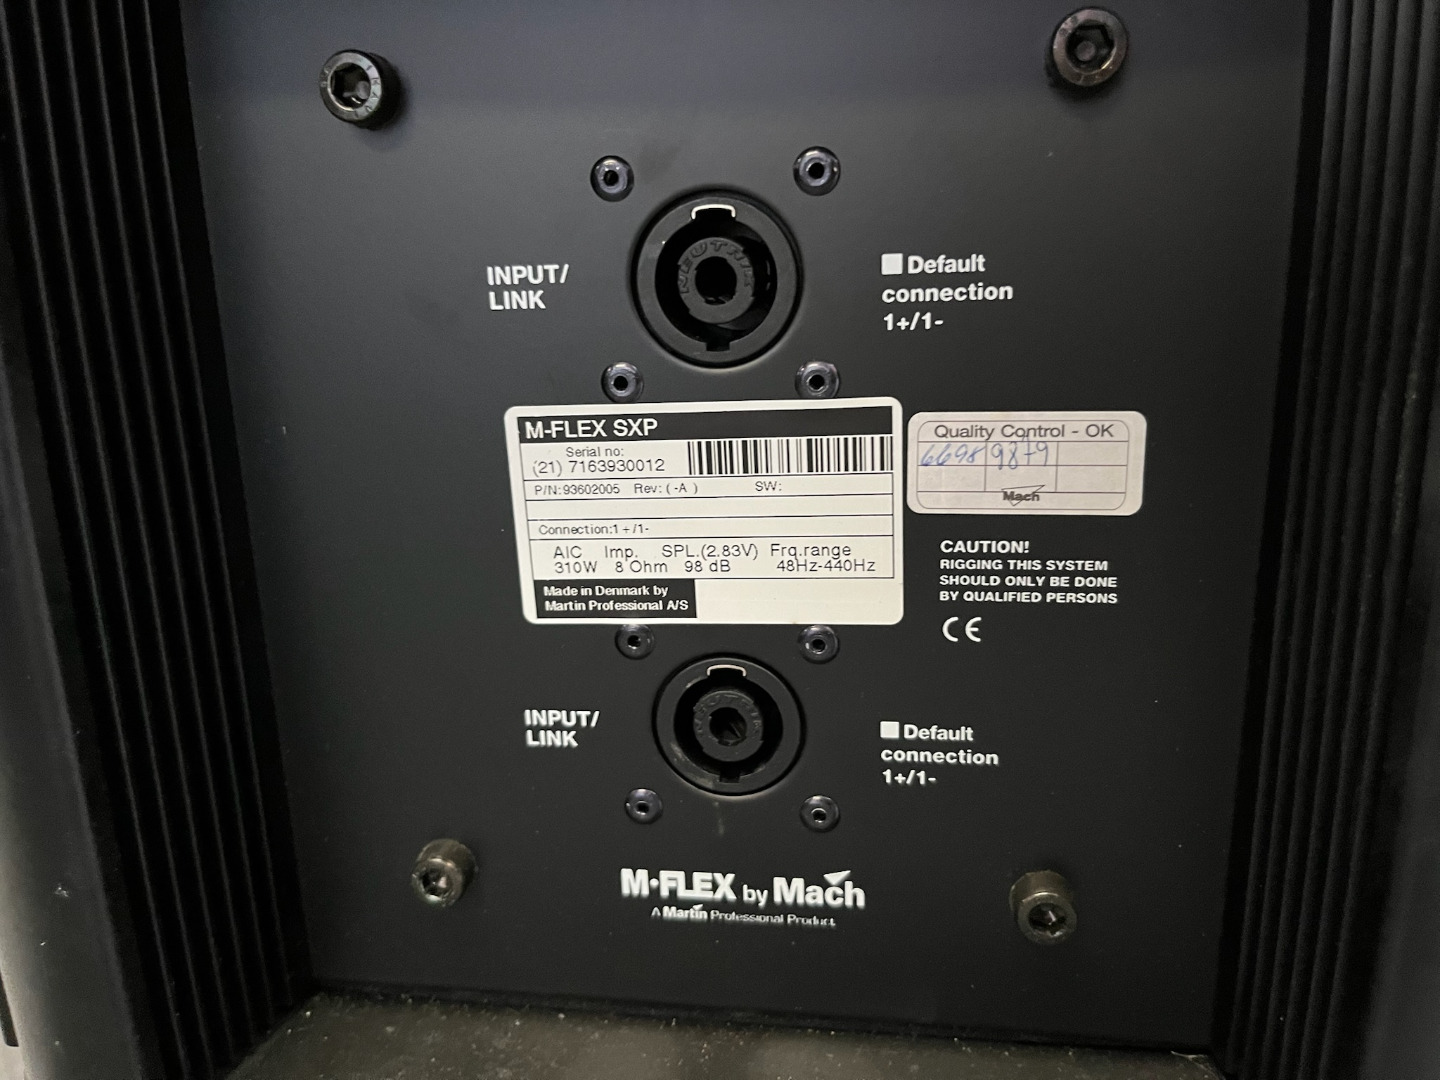 NEUTRIK
INPUT/
LINK
Default
connection
1+/1-
M-FLEX SXP
Serial no:
(21) 7163930012
P/N:93602005 Rev: ( -A ) SW:
Connection:1+/1-
AIC Imp. SPL.(2.83V) Frq.range
310W 8 Ohm 98 dB 48Hz-440Hz
Made in Denmark by
Martin Professional A/S
Quality Control - OK
6698
Mach
CAUTION!
RIGGING THIS SYSTEM
SHOULD ONLY BE DONE
BY QUALIFIED PERSONS
CE
NEUTRIK
INPUT/
LINK
Default
connection
1+/1-
M·FLEX by Mach
A Martin Professional Product.